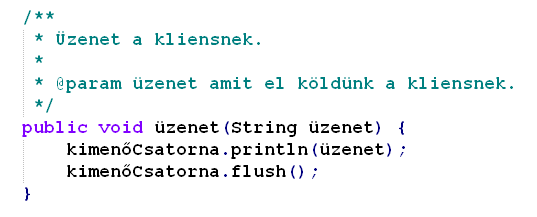 /**
 * Üzenet a kliensnek.
 *
 * @param üzenet amit el köldünk a kliensnek.
 */
public void üzenet(String üzenet) {
    kimenőCsatorna.println(üzenet);
    kimenőCsatorna.flush();
}